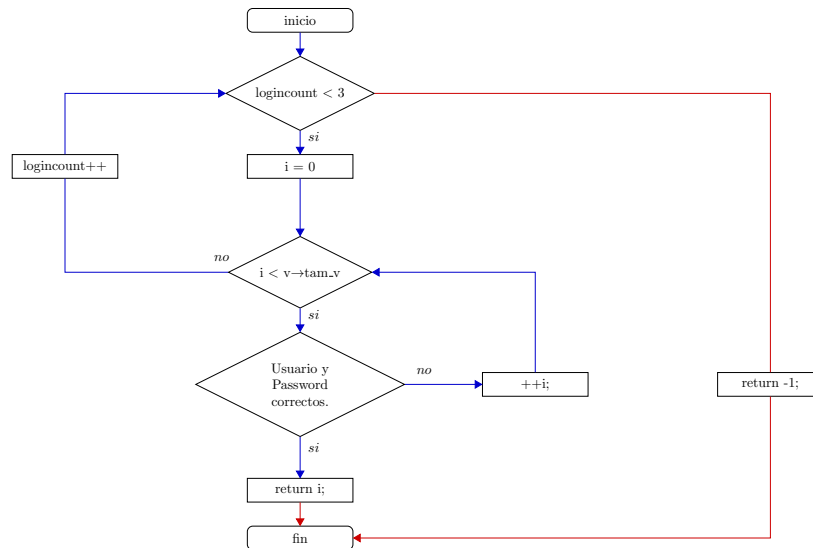 inicio
logincount < 3
si
logincount++
i = 0
no
i < v→tam_v
si
Usuario y
Password
correctos.
no
++i;
return -1;
si
return i;
fin